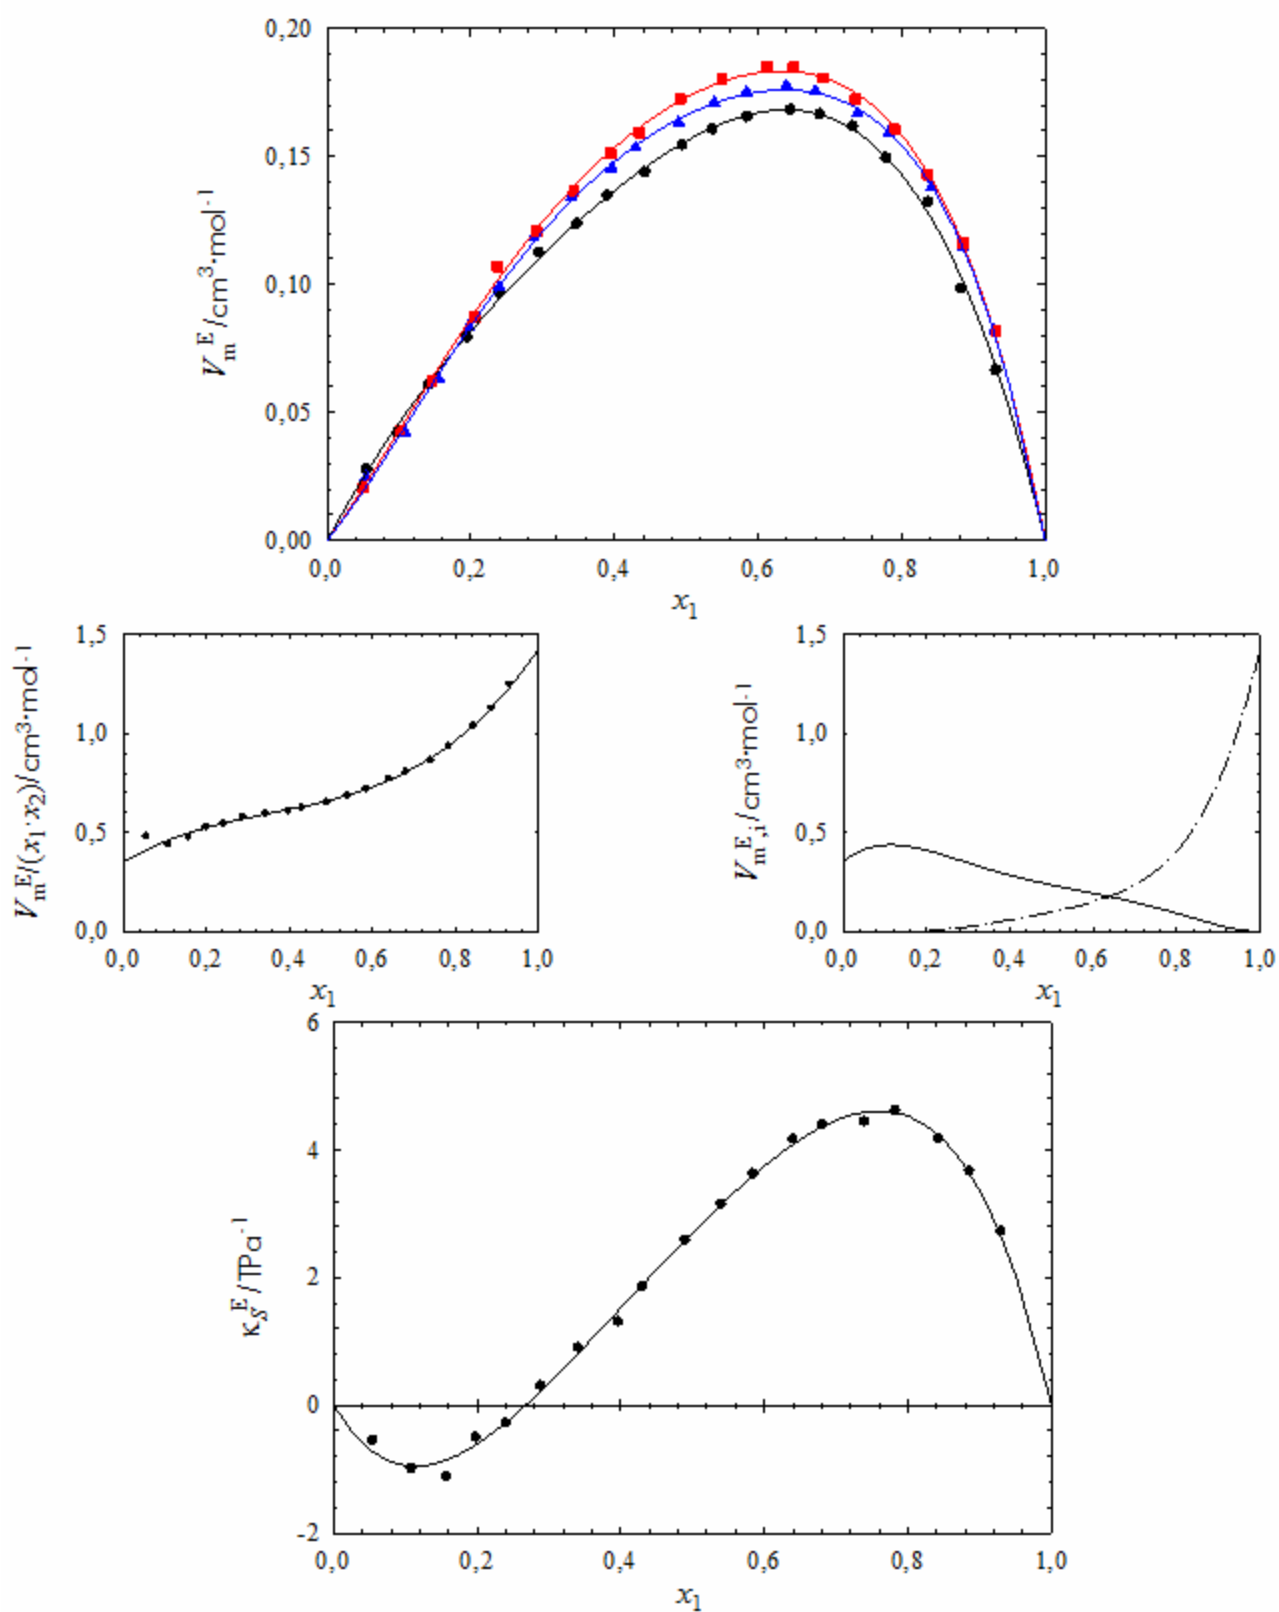 0,20
0,15
0,10
0,05
0,00
V_m^E/cm³·mol⁻¹
0,0 0,2 0,4 0,6 0,8 1,0
x₁
1,5
1,0
0,5
0,0
V_m^E/(x₁·x₂)/cm³·mol⁻¹
0,0 0,2 0,4 0,6 0,8 1,0
x₁
1,5
1,0
0,5
0,0
V_m,i^E/cm³·mol⁻¹
0,0 0,2 0,4 0,6 0,8 1,0
x₁
6
4
2
0
-2
κ_S^E/TPa⁻¹
0,0 0,2 0,4 0,6 0,8 1,0
x₁